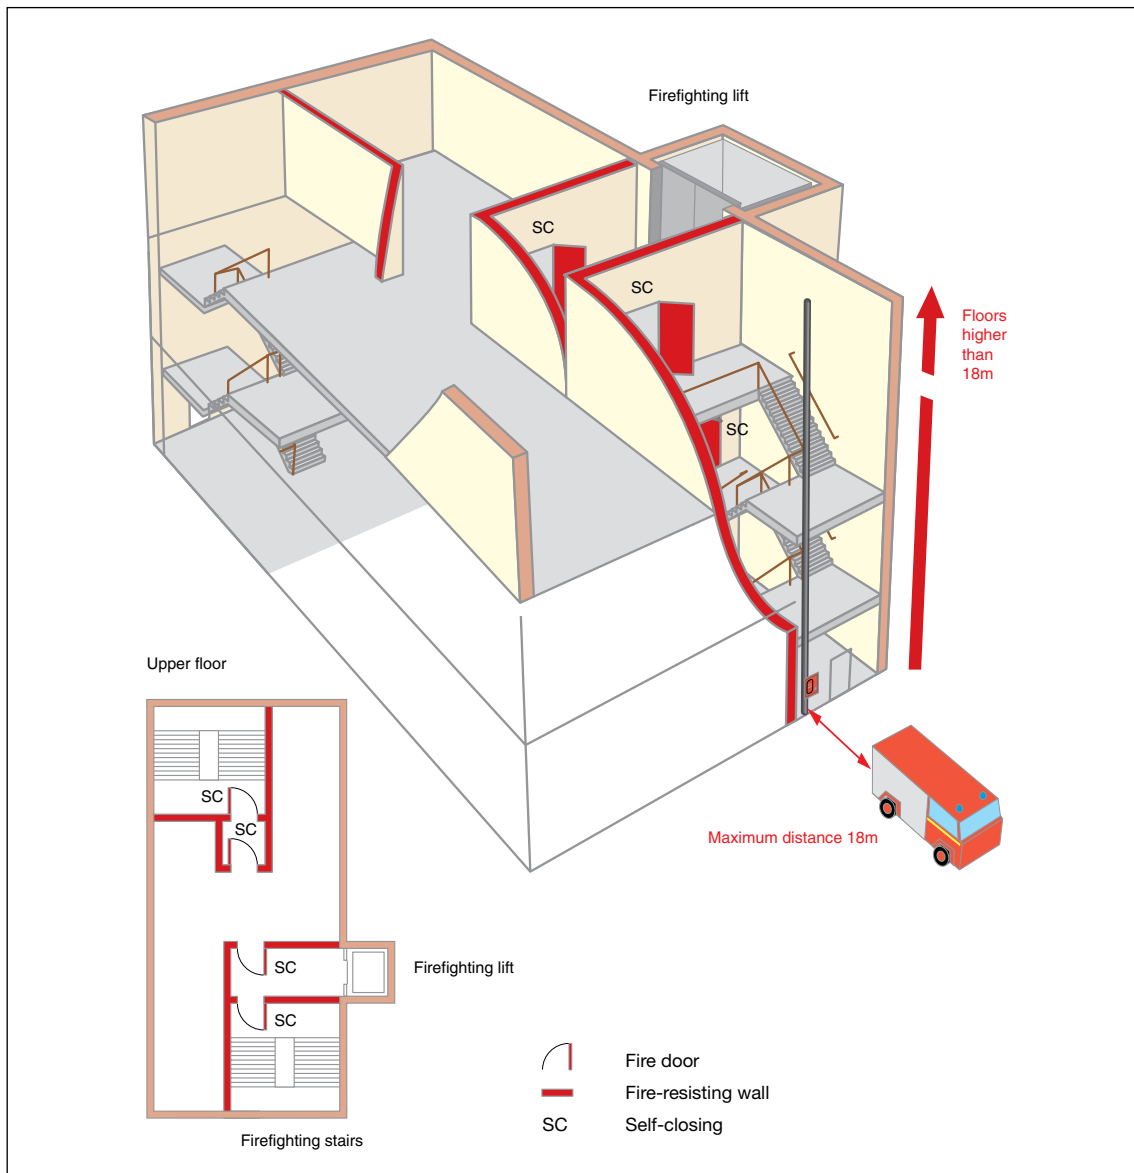 Firefighting lift
SC
SC
Floors
higher
than
18m
SC
Upper floor
Maximum distance 18m
SC
SC
SC
Firefighting lift
SC
Firefighting stairs
Fire door
Fire-resisting wall
SC Self-closing